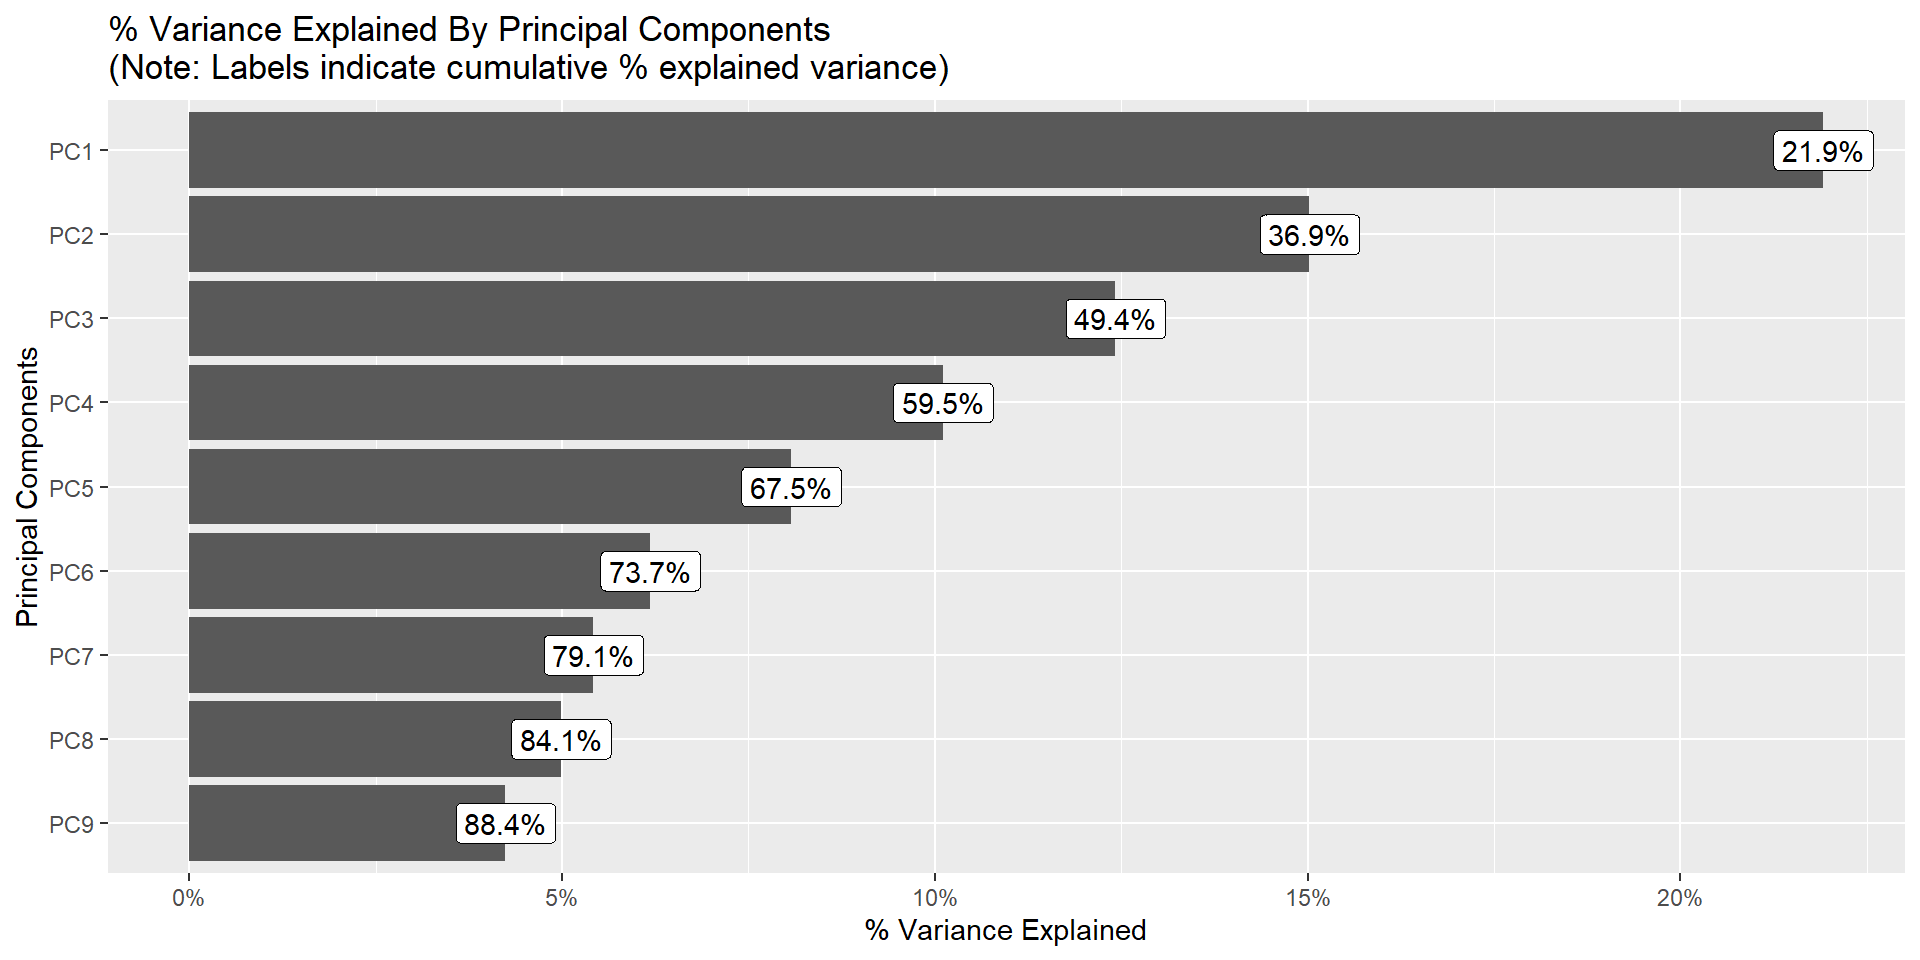 % Variance Explained By Principal Components
(Note: Labels indicate cumulative % explained variance)
Principal Components
PC1
21.9%
PC2
36.9%
PC3
49.4%
PC4
59.5%
PC5
67.5%
PC6
73.7%
PC7
79.1%
PC8
84.1%
PC9
88.4%
0% 5% 10% 15% 20%
% Variance Explained